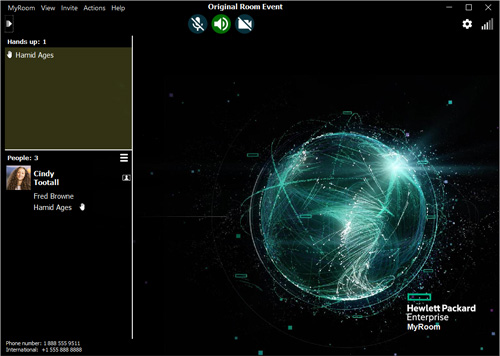 MyRoom View Invite Actions Help
Original Room Event
Hands up: 1
Hamid Ages
People: 3
Cindy
Tootall
Fred Browne
Hamid Ages
Hewlett Packard
Enterprise
MyRoom
Phone number: 1 888 555 9511
International: +1 555 888 8888